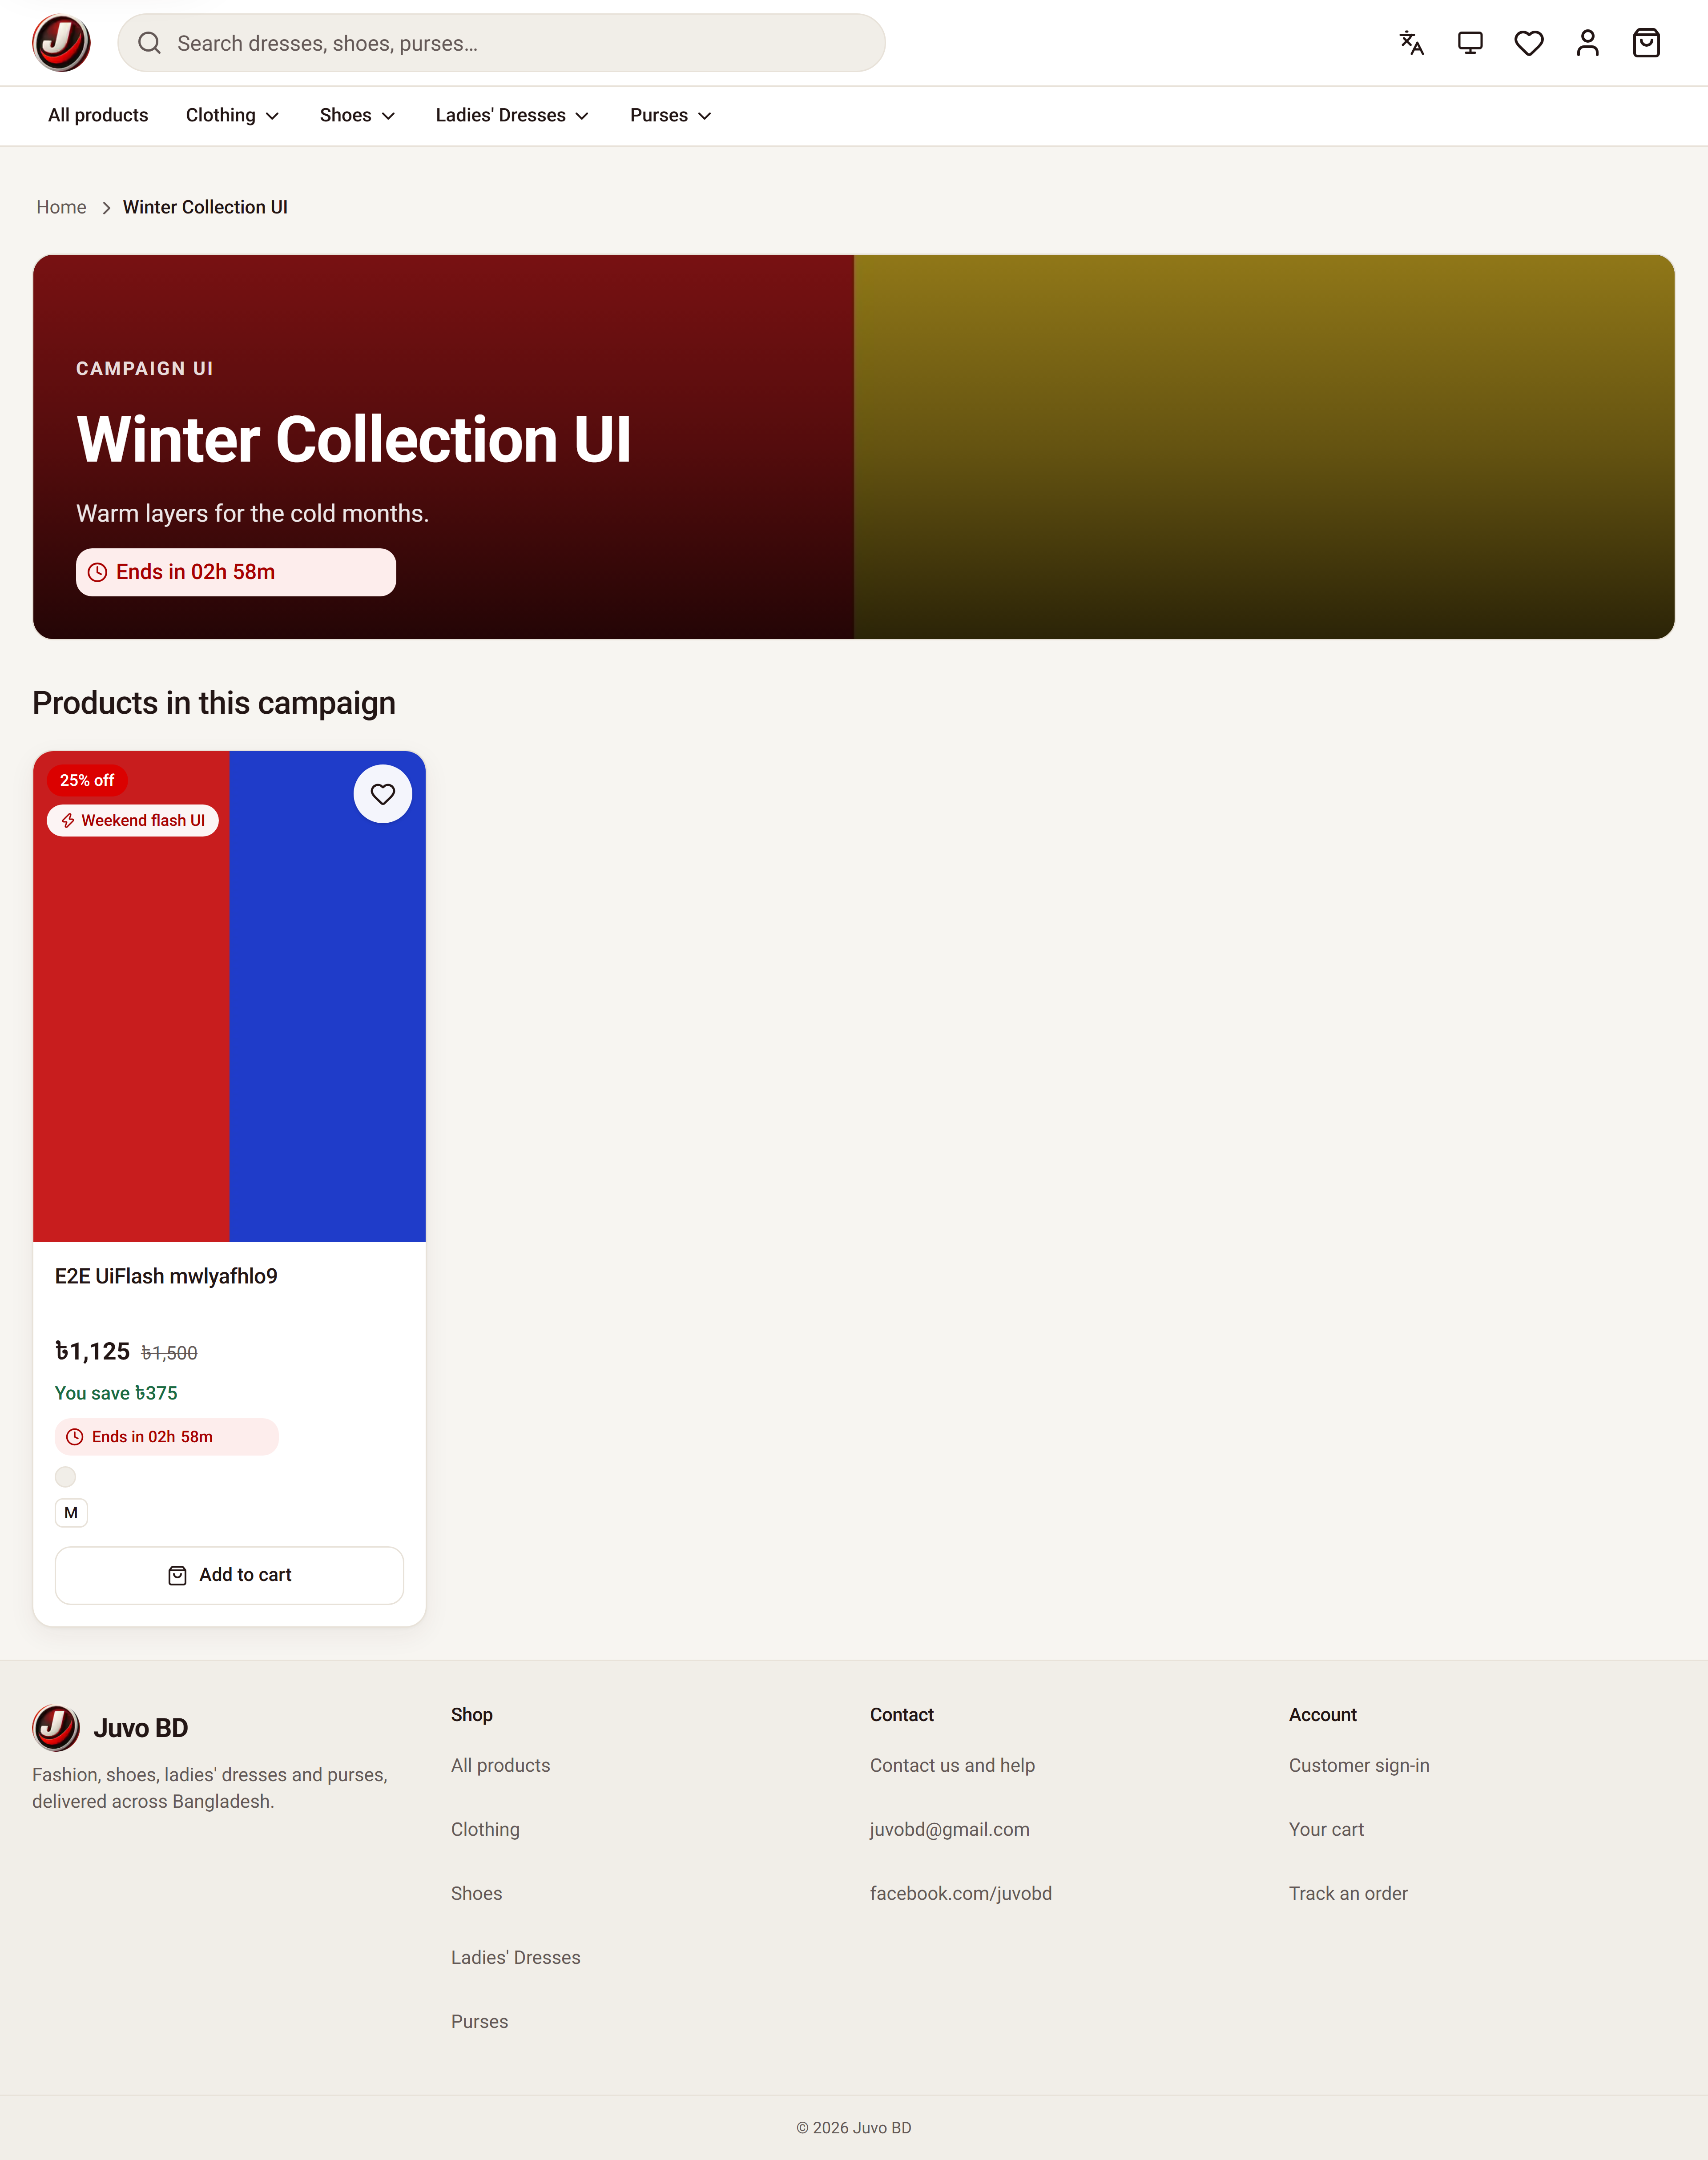 J
Search dresses, shoes, purses...
All products
Clothing
Shoes
Ladies' Dresses
Purses
Home
Winter Collection UI
CAMPAIGN UI
Winter Collection UI
Warm layers for the cold months.
Ends in 02h 58m
Products in this campaign
25% off
Weekend flash UI
E2E UiFlash mwlyafhlo9
৳1,125 ৳1,500
You save ৳375
Ends in 02h 58m
M
Add to cart
J
Juvo BD
Fashion, shoes, ladies' dresses and purses,
delivered across Bangladesh.
Shop
All products
Clothing
Shoes
Ladies' Dresses
Purses
Contact
Contact us and help
juvobd@gmail.com
facebook.com/juvobd
Account
Customer sign-in
Your cart
Track an order
© 2026 Juvo BD